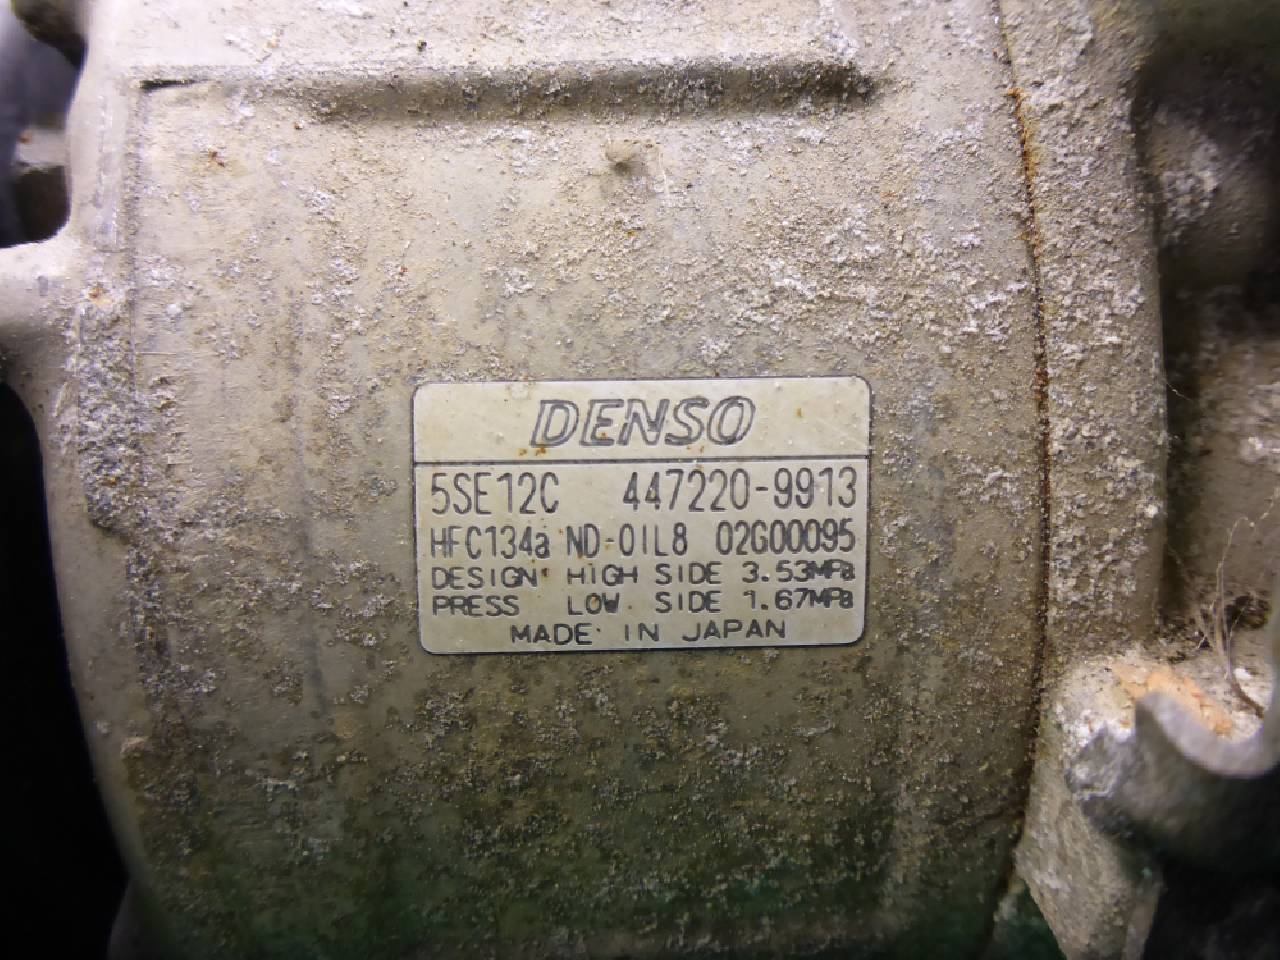 DENSO
5SE12C 447220-9913
HFC134a ND-OIL8 02G00095
DESIGN HIGH SIDE 3.53MPa
PRESS LOW SIDE 1.67MPa
MADE IN JAPAN